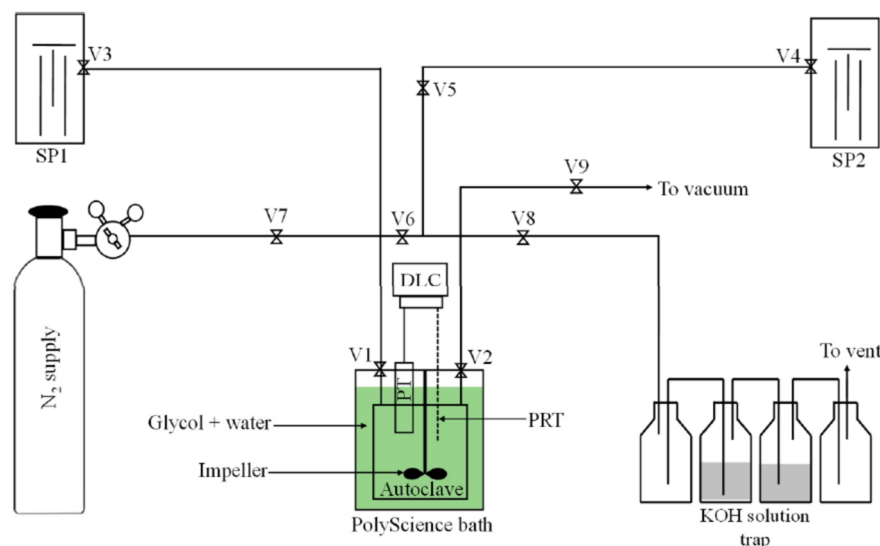 V3
V4
V5
SP1
SP2
V9
To vacuum
V7
V6
V8
DLC
N₂ supply
V1
V2
To vent
PT
Glycol + water
PRT
Impeller
Autoclave
PolyScience bath
KOH solution
trap